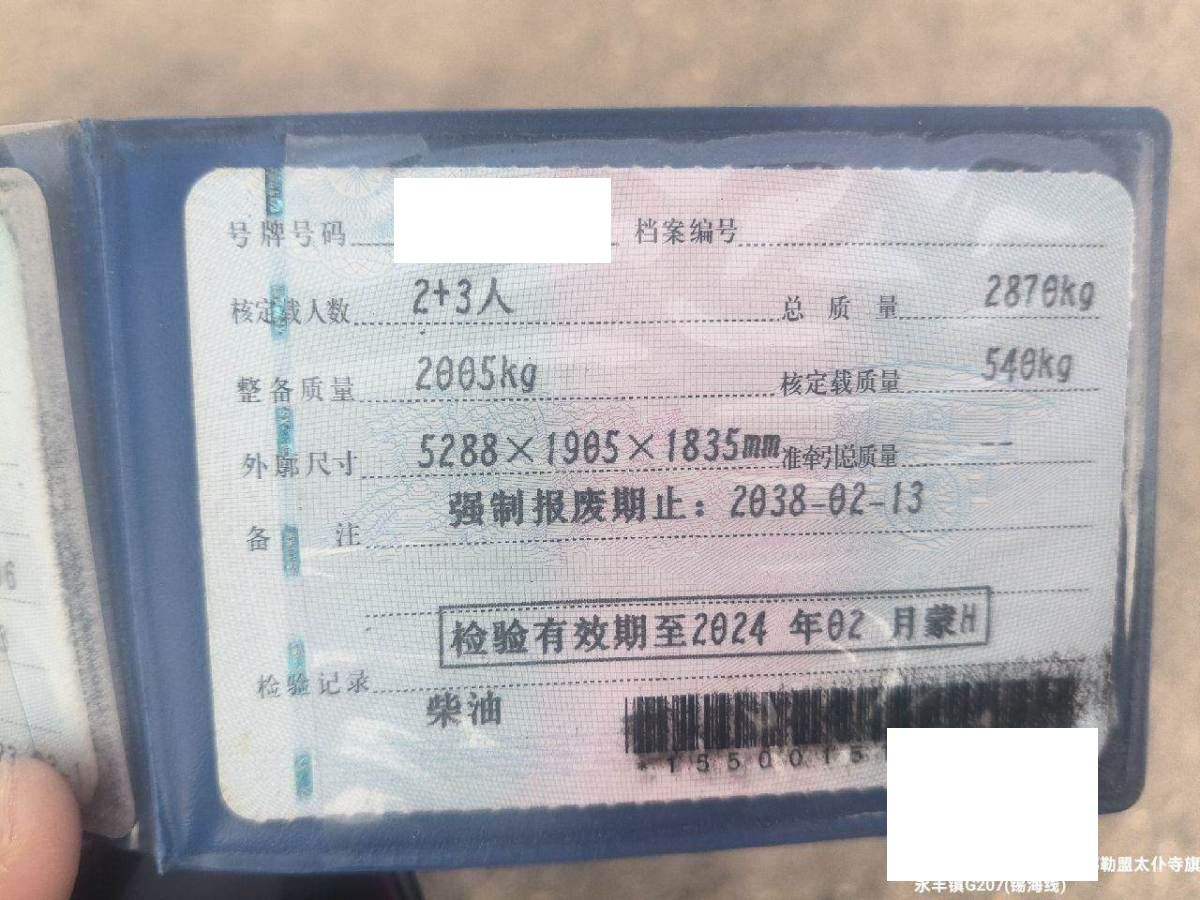 号牌号码 档案编号
核定载人数 2+3人 总质量 2870kg
整备质量 2005kg 核定载质量 540kg
外廓尺寸 5288×1905×1835mm 准牵引总质量 --
备注 强制报废期止：2038-02-13
检验有效期至2024 年02 月蒙H
检验记录
柴油
*1550015
勒盟太仆寺旗
永丰镇G207(锡海线)